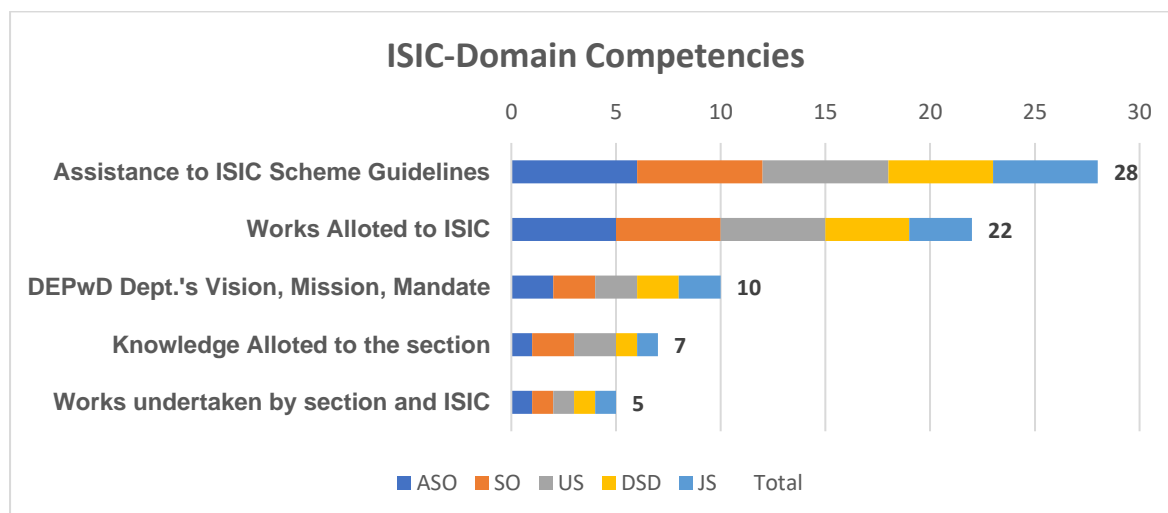 ISIC-Domain Competencies
0 5 10 15 20 25 30
Assistance to ISIC Scheme Guidelines 28
Works Alloted to ISIC 22
DEPwD Dept.'s Vision, Mission, Mandate 10
Knowledge Alloted to the section 7
Works undertaken by section and ISIC 5
ASO SO US DSD JS Total